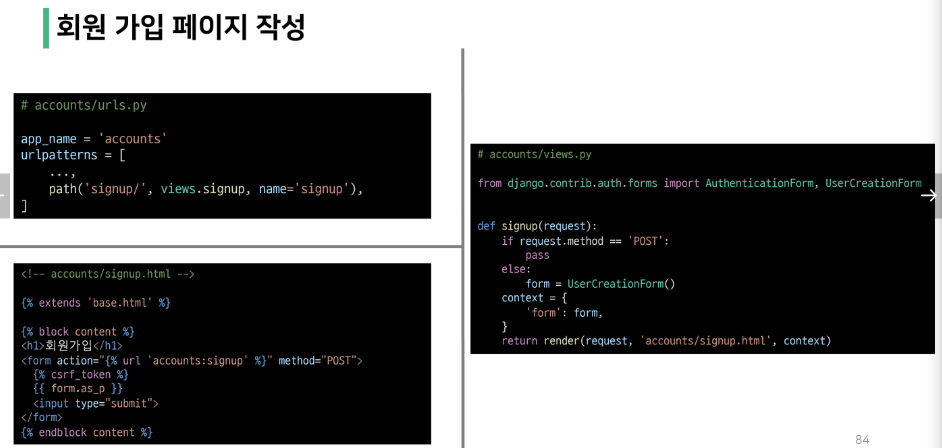 회원 가입 페이지 작성
# accounts/urls.py
app_name = 'accounts'
urlpatterns = [
    ...,
    path('signup/', views.signup, name='signup'),
]
<!-- accounts/signup.html -->
{% extends 'base.html' %}
{% block content %}
<h1>회원가입</h1>
<form action="{% url 'accounts:signup' %}" method="POST">
  {% csrf_token %}
  {{ form.as_p }}
  <input type="submit">
</form>
{% endblock content %}
# accounts/views.py
from django.contrib.auth.forms import AuthenticationForm, UserCreationForm
def signup(request):
    if request.method == 'POST':
        pass
    else:
        form = UserCreationForm()
    context = {
        'form': form,
    }
    return render(request, 'accounts/signup.html', context)
84